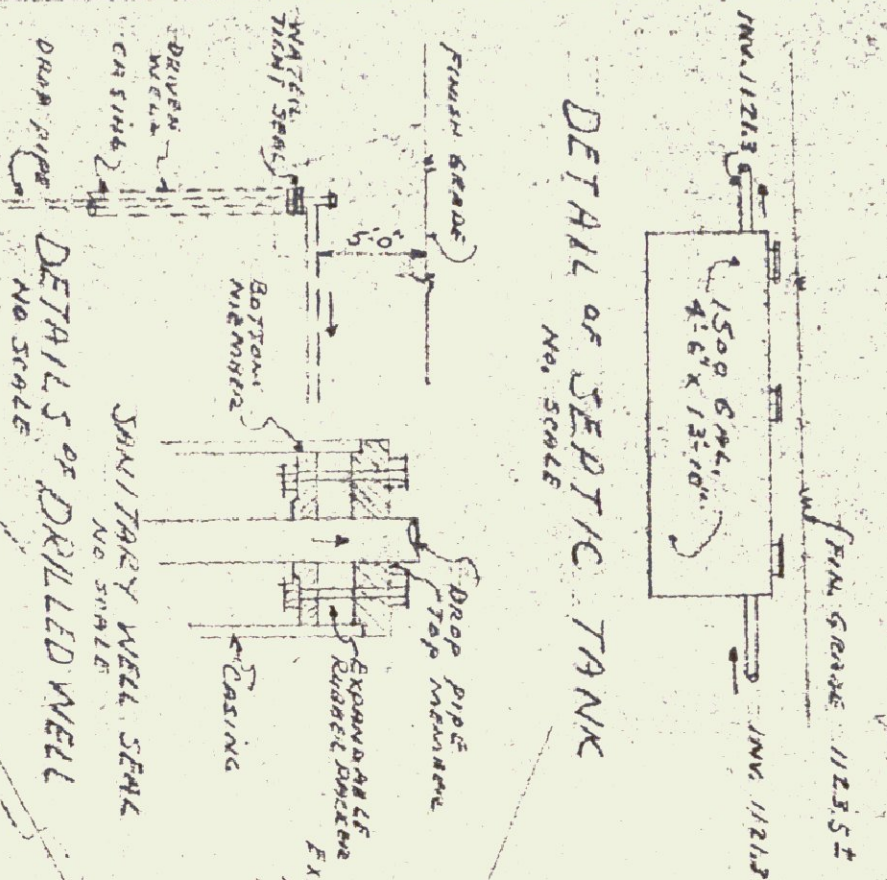 FIN. GRADE 1123.5±
INV. 1121.3
INV. 1121.8
1500 GAL.
4'-6" x 13'-10"
DETAIL OF SEPTIC TANK
NO. SCALE
FINISH GRADE
5'-0"
WATER
TIGHT SEAL
DRIVEN
WELL
CASING
DROP PIPE
BOTTOM
MEMBER
DROP PIPE
TOP MEMBER
EXPANDABLE
RUBBER PACKER
CASING
EX
SANITARY WELL SEAL
NO SCALE
DETAILS OF DRILLED WELL
NO SCALE